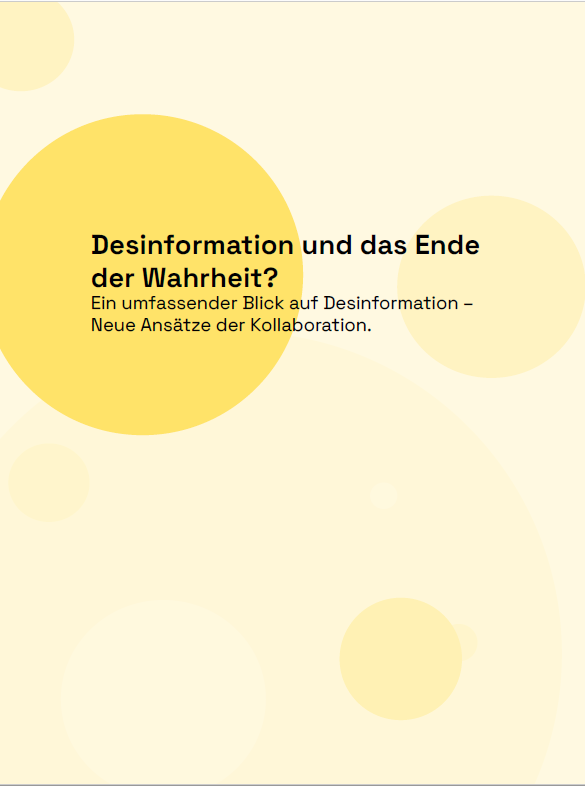 Desinformation und das Ende
der Wahrheit?
Ein umfassender Blick auf Desinformation –
Neue Ansätze der Kollaboration.